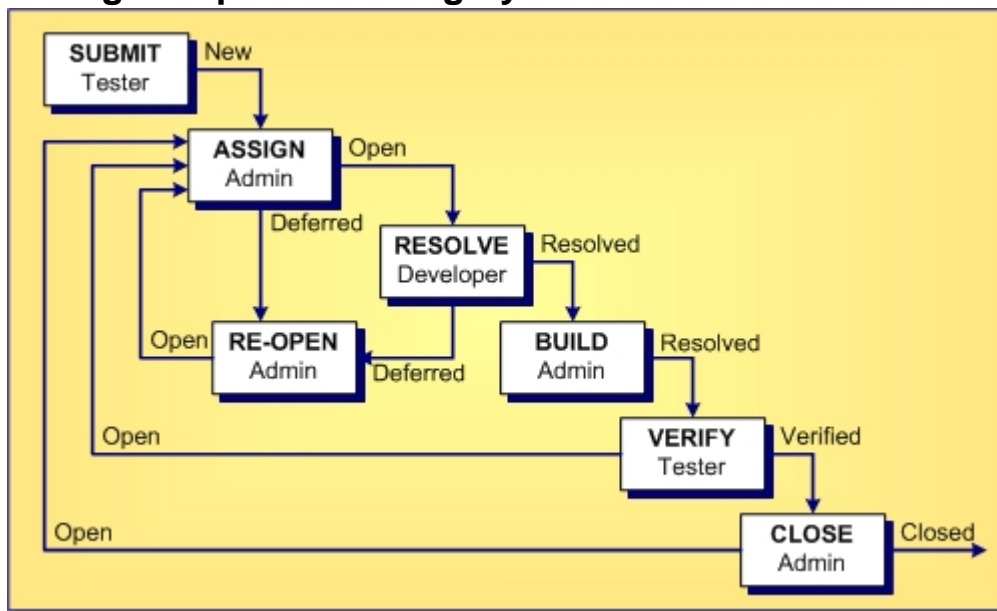 SUBMIT
Tester
New
ASSIGN
Admin
Open
Deferred
RESOLVE
Developer
Resolved
Open
RE-OPEN
Admin
Deferred
BUILD
Admin
Resolved
Open
VERIFY
Tester
Verified
Open
CLOSE
Admin
Closed